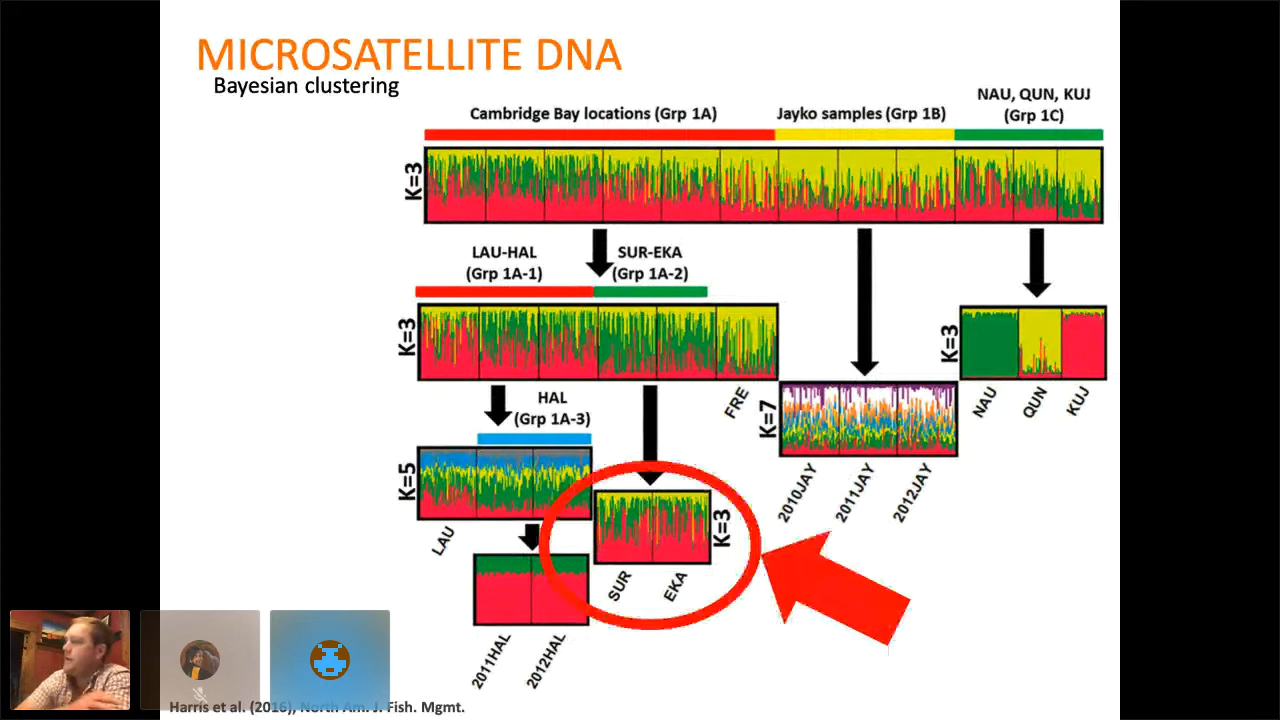 MICROSATELLITE DNA
Bayesian clustering
Cambridge Bay locations (Grp 1A)
Jayko samples (Grp 1B)
NAU, QUN, KUJ
(Grp 1C)
K=3
LAU-HAL
(Grp 1A-1)
SUR-EKA
(Grp 1A-2)
K=3
FRE
K=3
NAU
QUN
KUJ
HAL
(Grp 1A-3)
K=7
2010JAY
2011JAY
2012JAY
K=5
LAU
K=3
SUR
EKA
2011HAL
2012HAL
Harris et al. (2016), North Am. J. Fish. Mgmt.